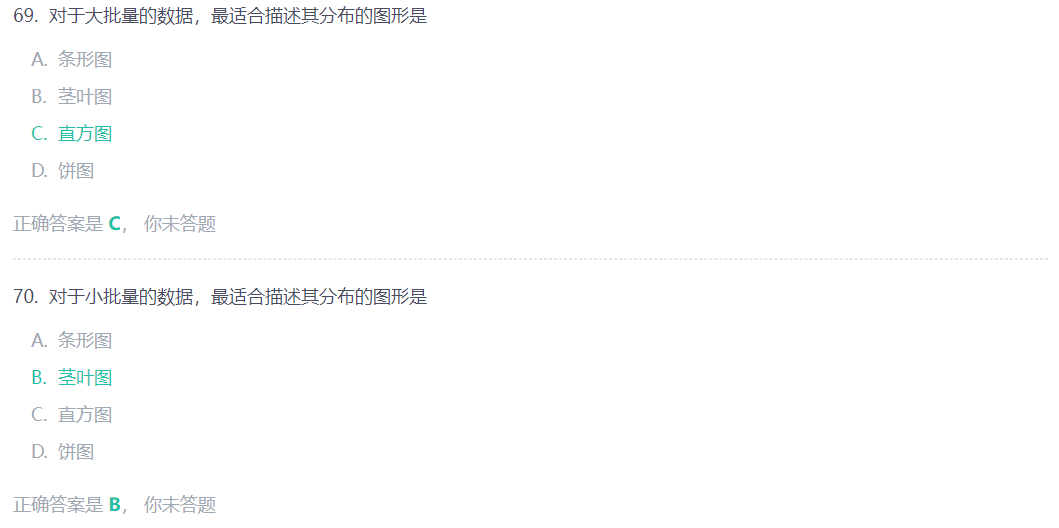 69. 对于大批量的数据，最适合描述其分布的图形是
A. 条形图
B. 茎叶图
C. 直方图
D. 饼图
正确答案是 C， 你未答题
70. 对于小批量的数据，最适合描述其分布的图形是
A. 条形图
B. 茎叶图
C. 直方图
D. 饼图
正确答案是 B， 你未答题